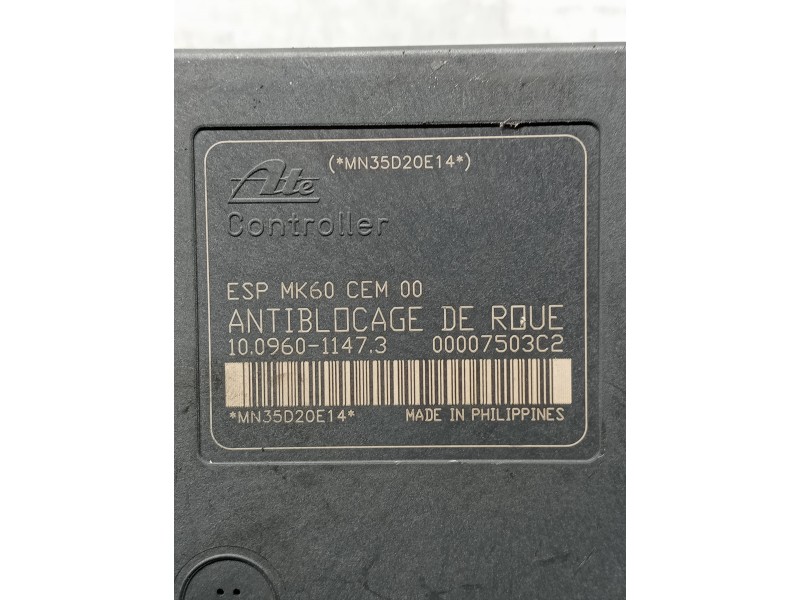 (*MN35D20E14*)
Ate
Controller
ESP MK60 CEM 00
ANTIBLOCAGE DE ROUE
10.0960-1147.3 00007503C2
*MN35D20E14* MADE IN PHILIPPINES